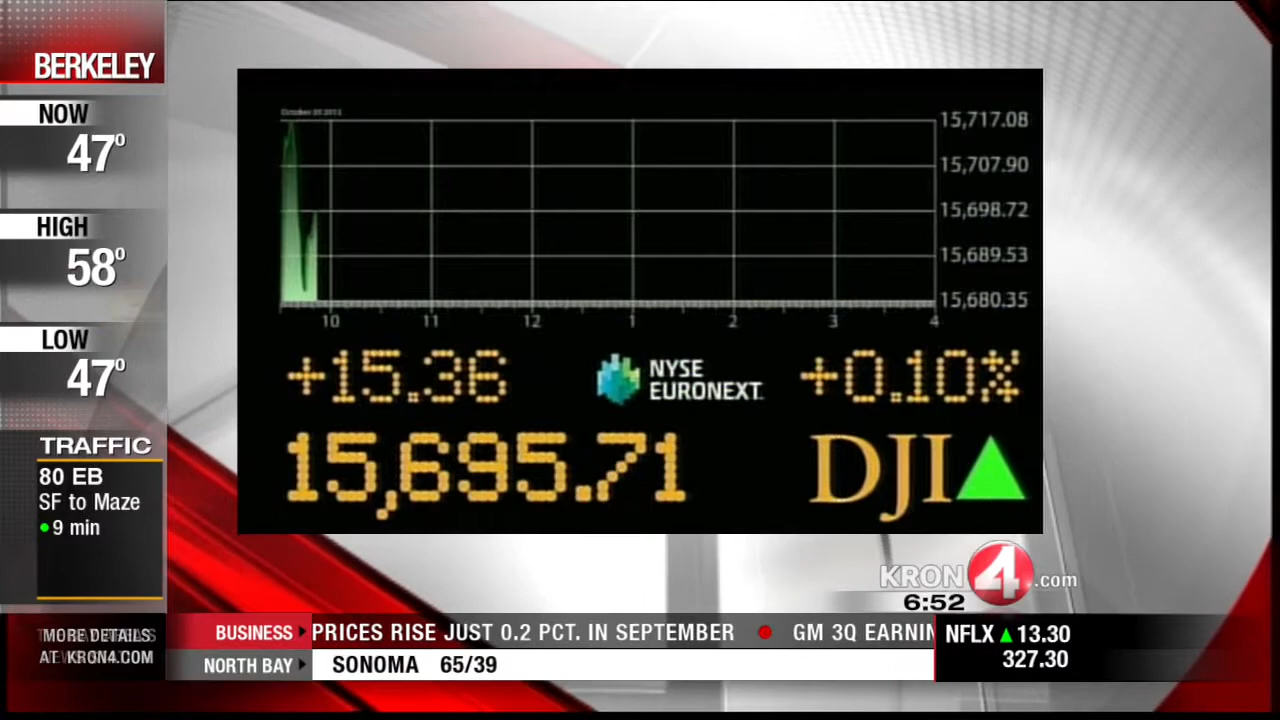 BERKELEY
NOW
47°
HIGH
58°
LOW
47°
TRAFFIC
80 EB
SF to Maze
9 min
MORE DETAILS
AT KRON4.COM
15,717.08
15,707.90
15,698.72
15,689.53
15,680.35
10 11 12 1 2 3 4
+15.36
NYSE
EURONEXT
+0.10%
15,695.71
DJI
KRON 4.com
6:52
BUSINESS
PRICES RISE JUST 0.2 PCT. IN SEPTEMBER
GM 3Q EARNIN
NORTH BAY
SONOMA 65/39
NFLX 13.30
327.30